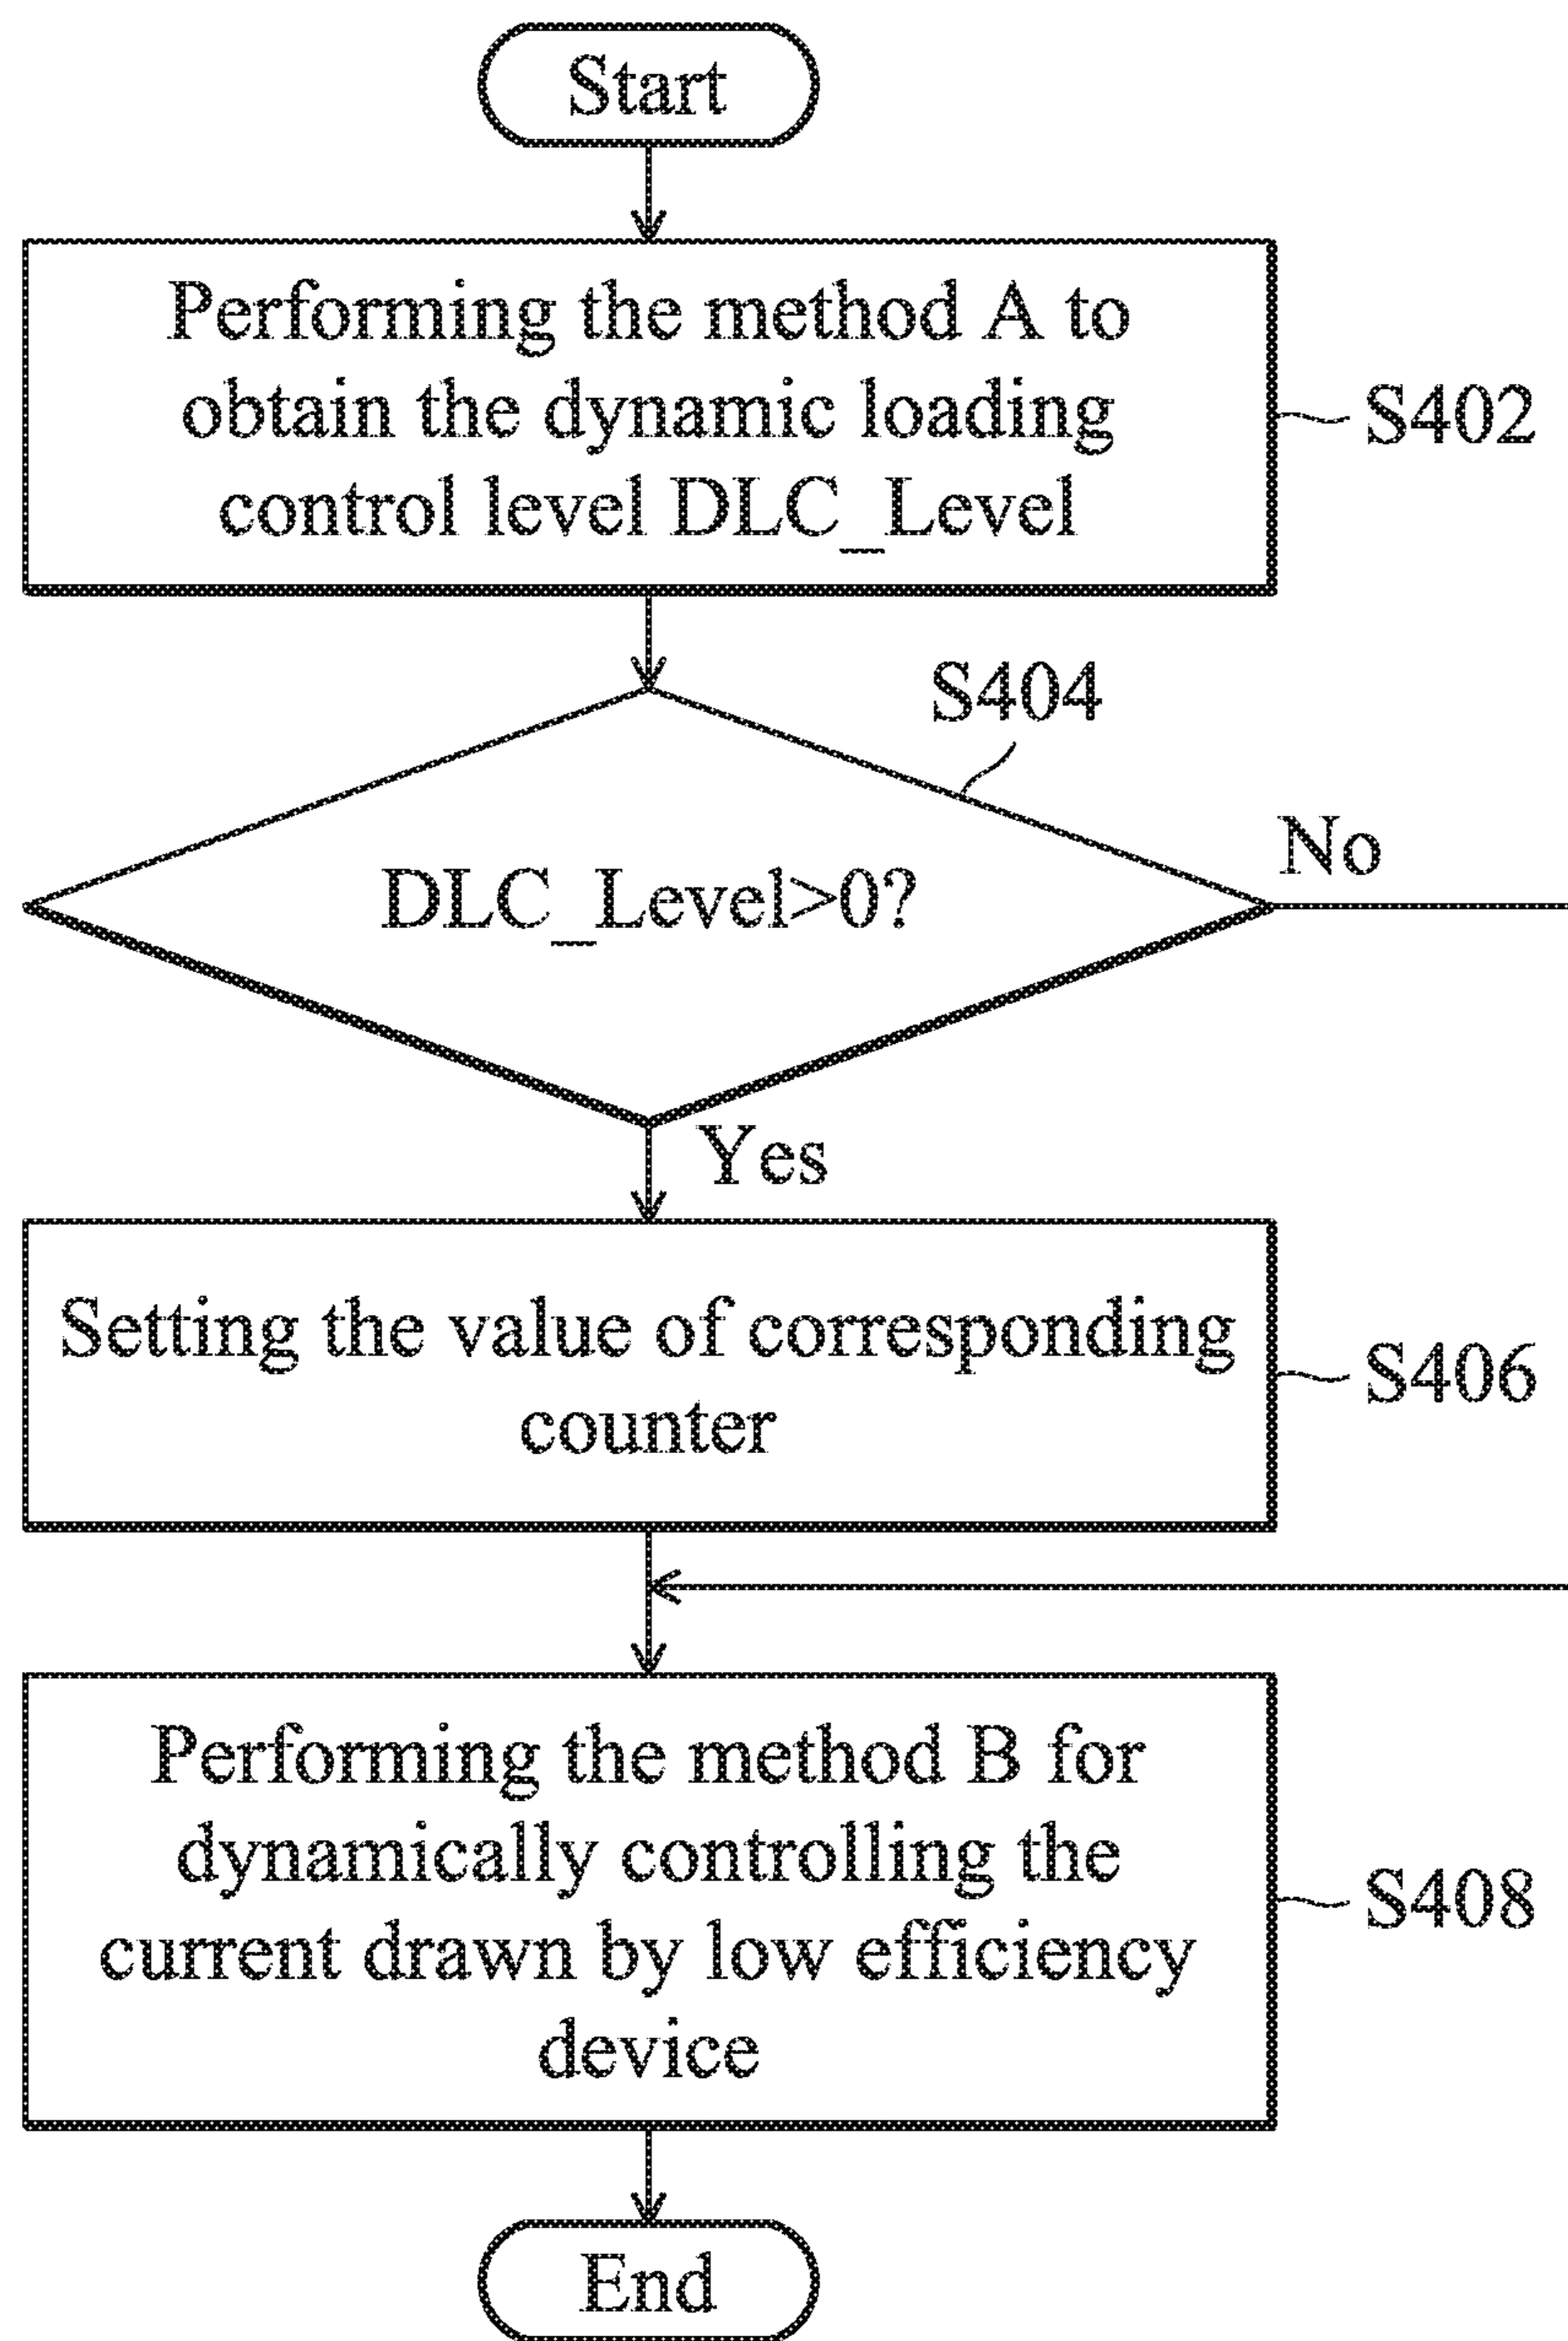 Start
Performing the method A to
obtain the dynamic loading
control level DLC_Level
S402
S404
DLC_Level>0?
No
Yes
Setting the value of corresponding
counter
S406
Performing the method B for
dynamically controlling the
current drawn by low efficiency
device
S408
End